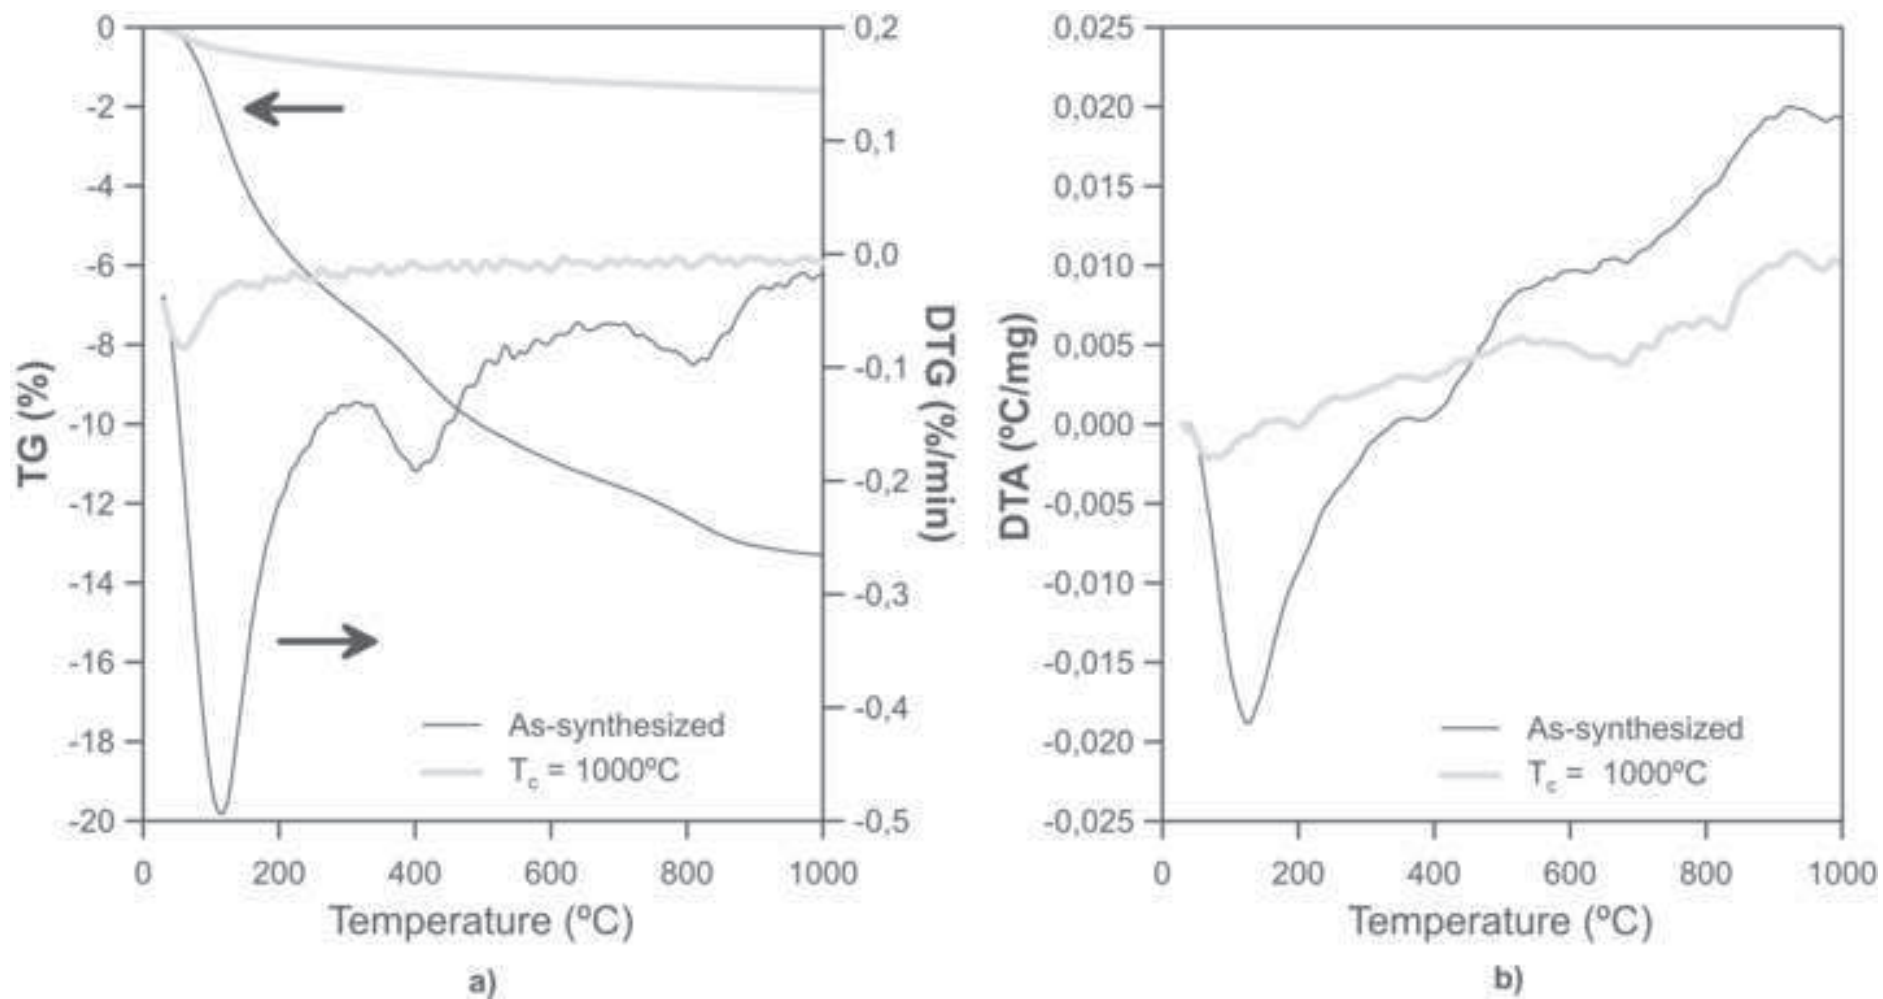 0
-2
-4
-6
-8
-10
-12
-14
-16
-18
-20
TG (%)
0,2
0,1
0,0
-0,1
-0,2
-0,3
-0,4
-0,5
DTG (%/min)
As-synthesized
Tc = 1000ºC
0 200 400 600 800 1000
Temperature (ºC)
a)
0,025
0,020
0,015
0,010
0,005
0,000
-0,005
-0,010
-0,015
-0,020
-0,025
DTA (ºC/mg)
As-synthesized
Tc = 1000ºC
0 200 400 600 800 1000
Temperature (ºC)
b)